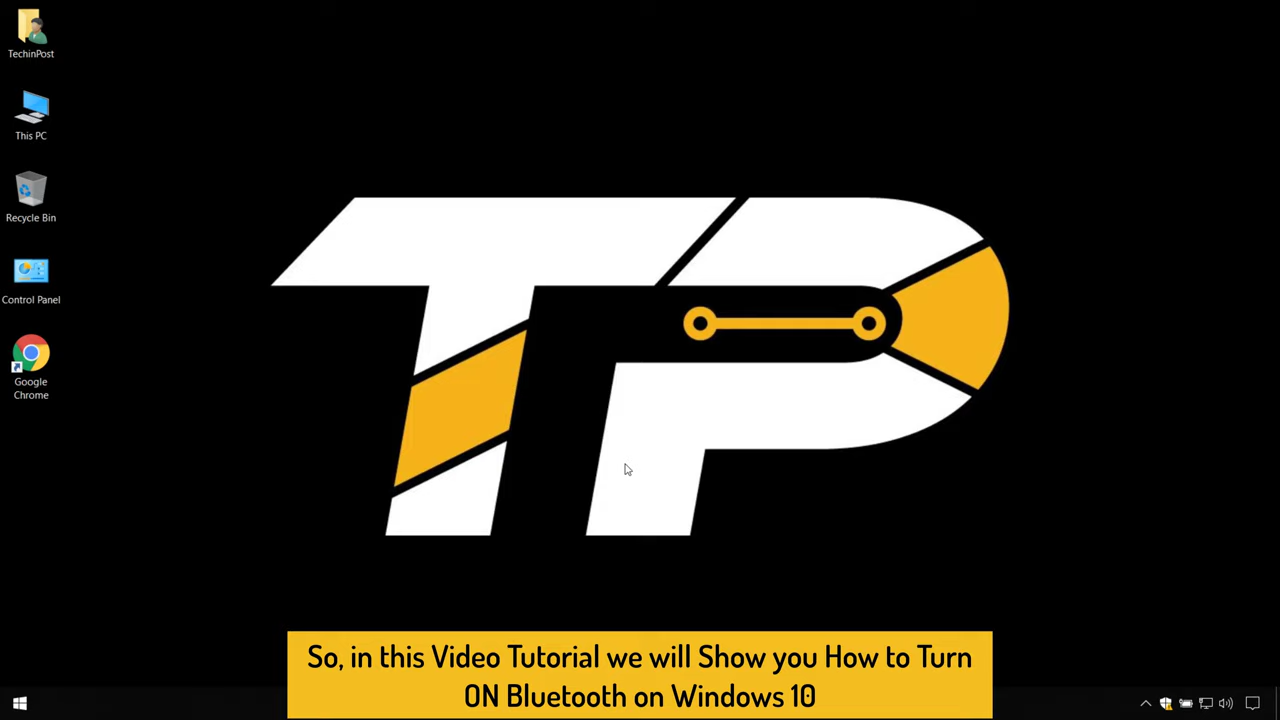 TechinPost
This PC
Recycle Bin
Control Panel
Google
Chrome
TP
So, in this Video Tutorial we will Show you How to Turn
ON Bluetooth on Windows 10